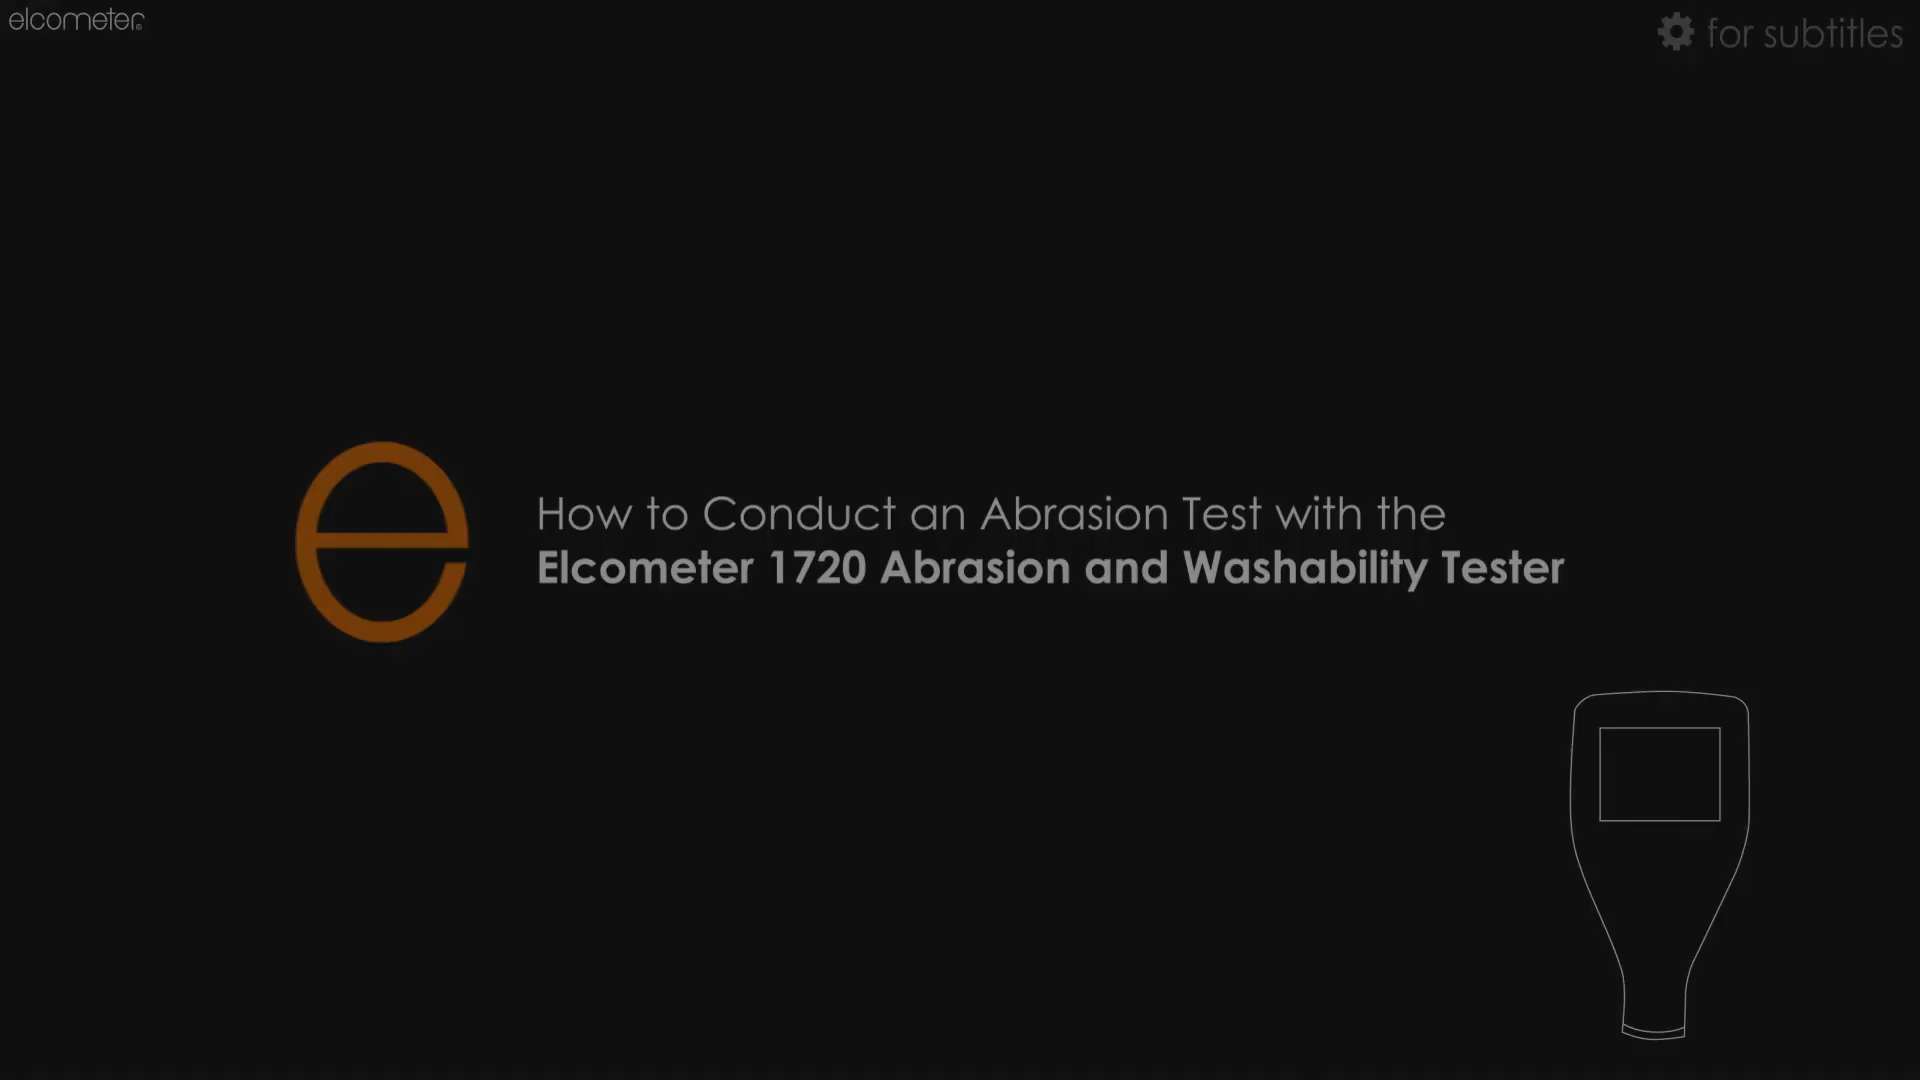 elcometer
for subtitles
How to Conduct an Abrasion Test with the
Elcometer 1720 Abrasion and Washability Tester